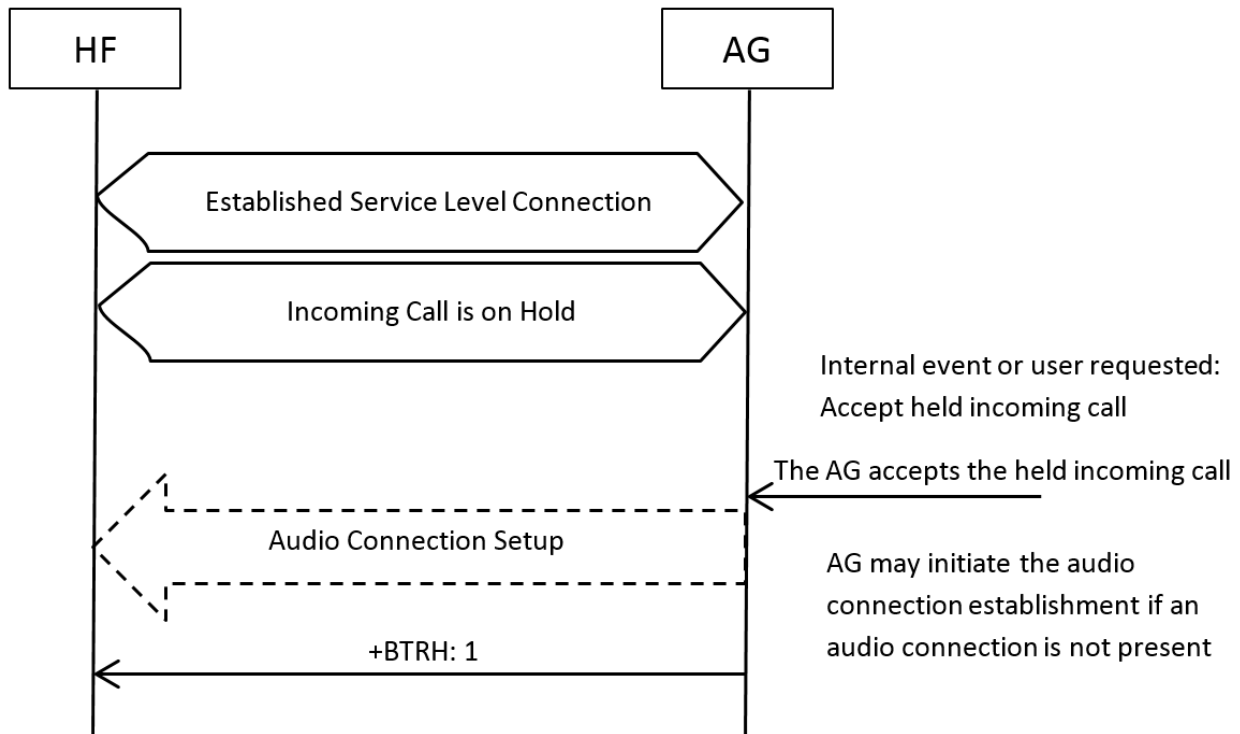 HF
AG
Established Service Level Connection
Incoming Call is on Hold
Internal event or user requested:
Accept held incoming call
The AG accepts the held incoming call
Audio Connection Setup
AG may initiate the audio
connection establishment if an
audio connection is not present
+BTRH: 1